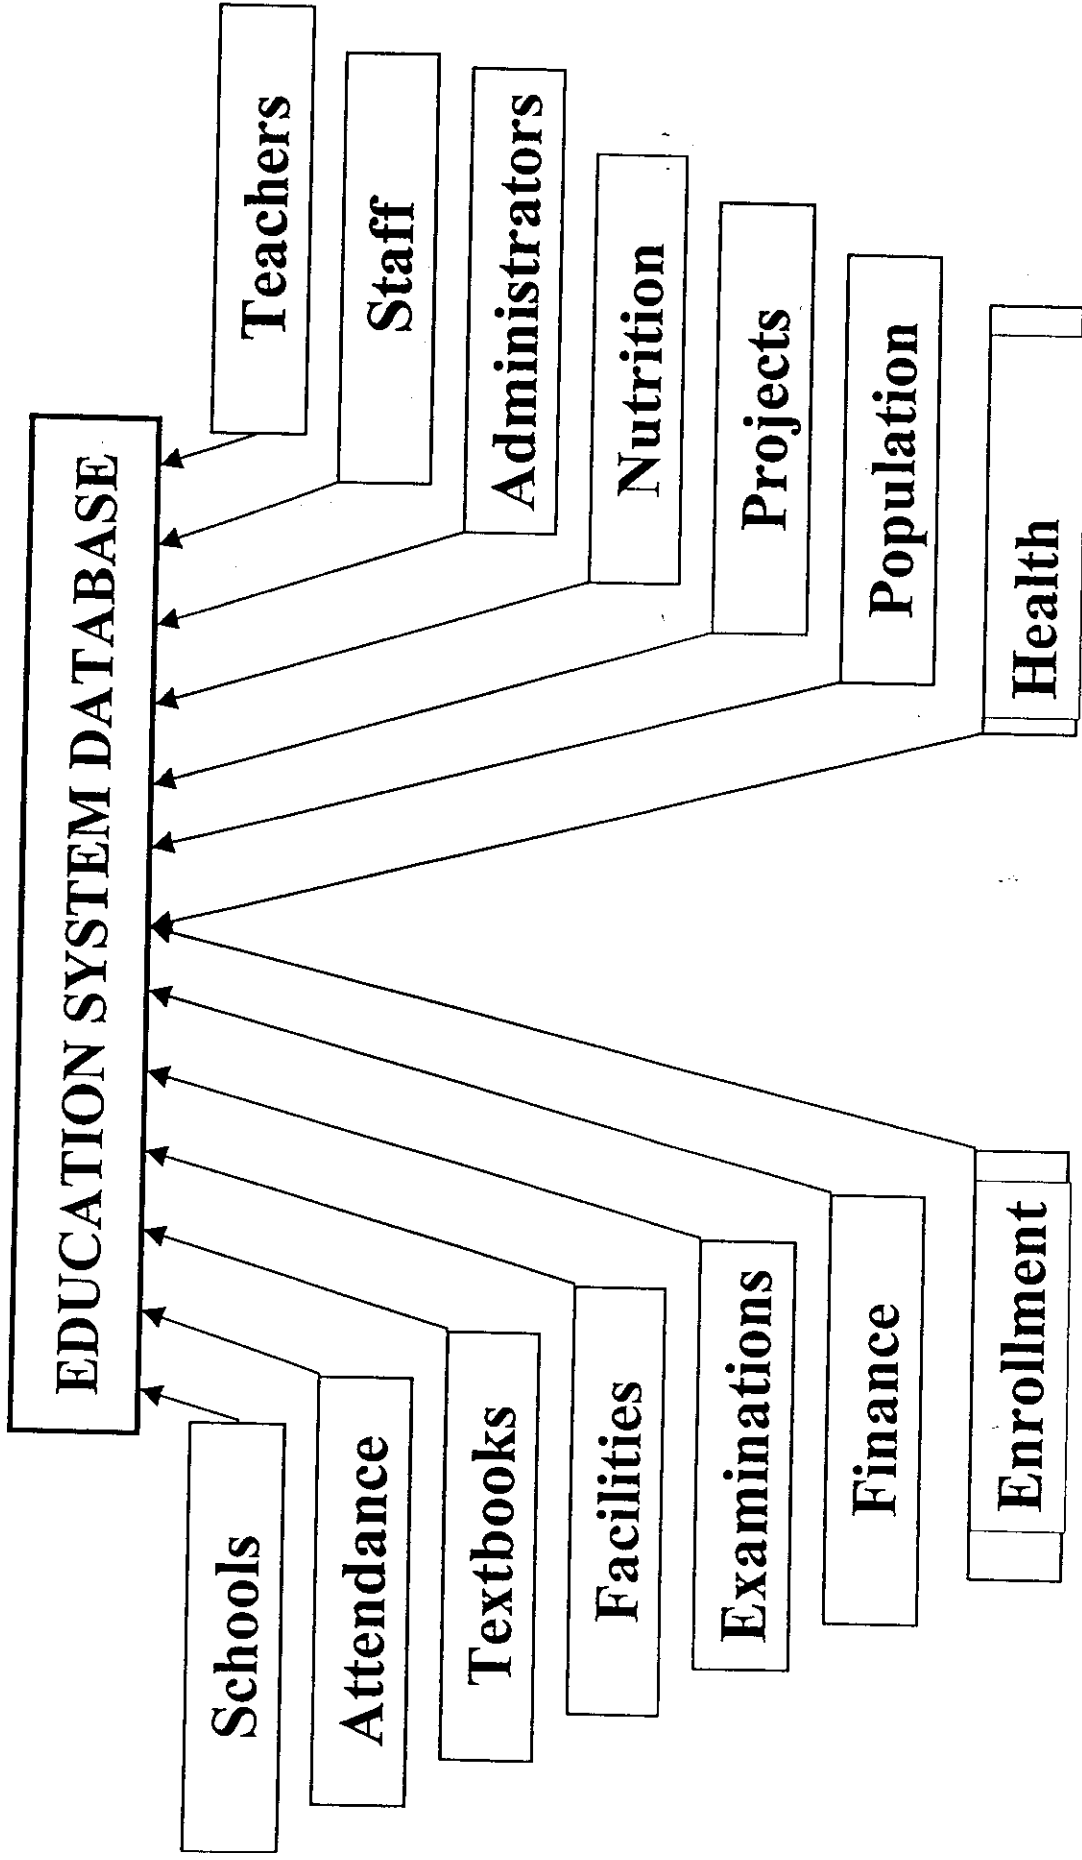 EDUCATION SYSTEM DATABASE
Schools
Attendance
Textbooks
Facilities
Examinations
Finance
Enrollment
Teachers
Staff
Administrators
Nutrition
Projects
Population
Health